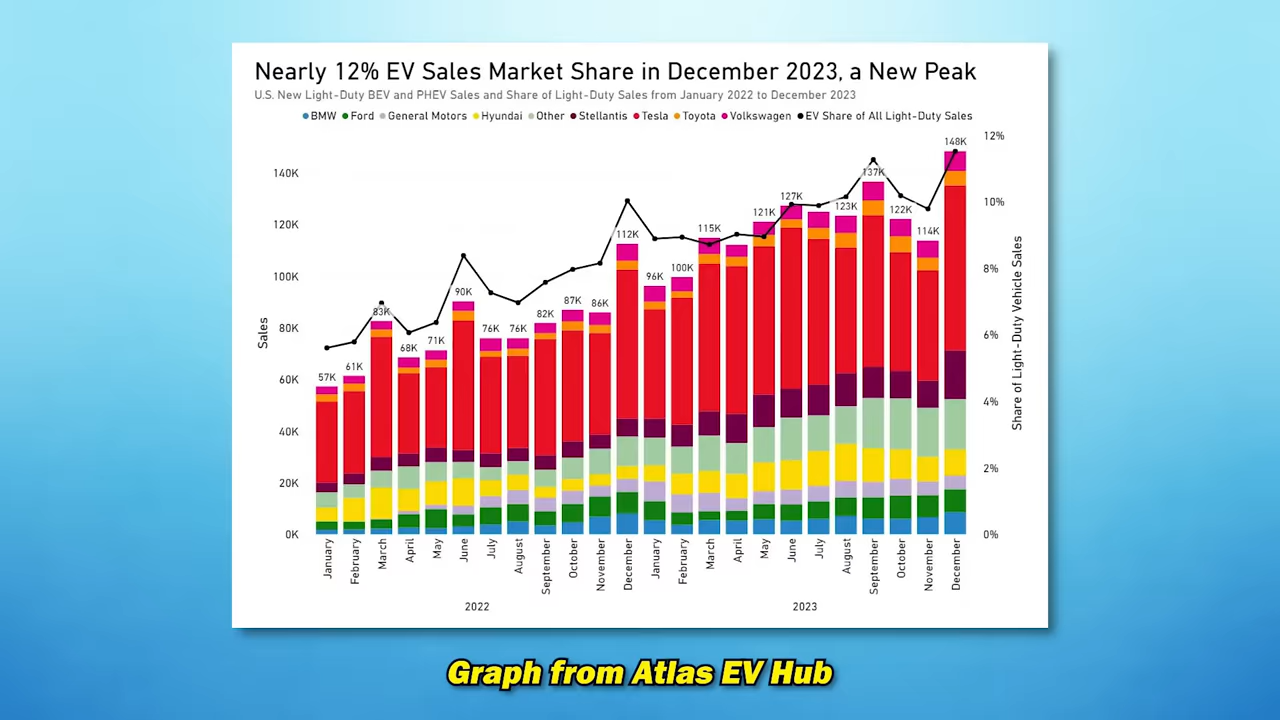 Nearly 12% EV Sales Market Share in December 2023, a New Peak
U.S. New Light-Duty BEV and PHEV Sales and Share of Light-Duty Sales from January 2022 to December 2023
BMW Ford General Motors Hyundai Other Stellantis Tesla Toyota Volkswagen EV Share of All Light-Duty Sales
Sales
140K
120K
100K
80K
60K
40K
20K
0K
57K
61K
83K
68K
71K
90K
76K
76K
82K
87K
86K
112K
96K
100K
115K
121K
127K
123K
137K
122K
114K
148K
12%
10%
8%
6%
4%
2%
0%
Share of Light-Duty Vehicle Sales
January
February
March
April
May
June
July
August
September
October
November
December
January
February
March
April
May
June
July
August
September
October
November
December
2022
2023
Graph from Atlas EV Hub